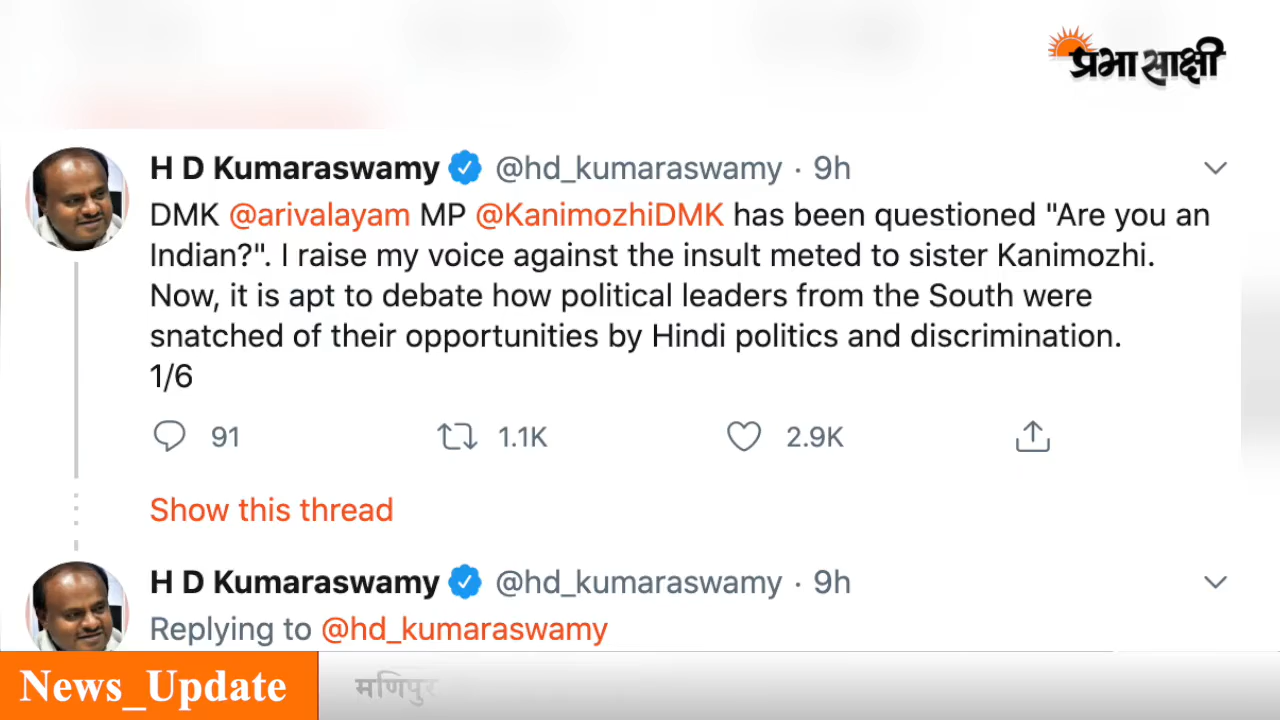 प्रभा साक्षी
H D Kumaraswamy @hd_kumaraswamy · 9h
DMK @arivalayam MP @KanimozhiDMK has been questioned "Are you an
Indian?". I raise my voice against the insult meted to sister Kanimozhi.
Now, it is apt to debate how political leaders from the South were
snatched of their opportunities by Hindi politics and discrimination.
1/6
91 1.1K 2.9K
Show this thread
H D Kumaraswamy @hd_kumaraswamy · 9h
Replying to @hd_kumaraswamy
News_Update मणिपुर